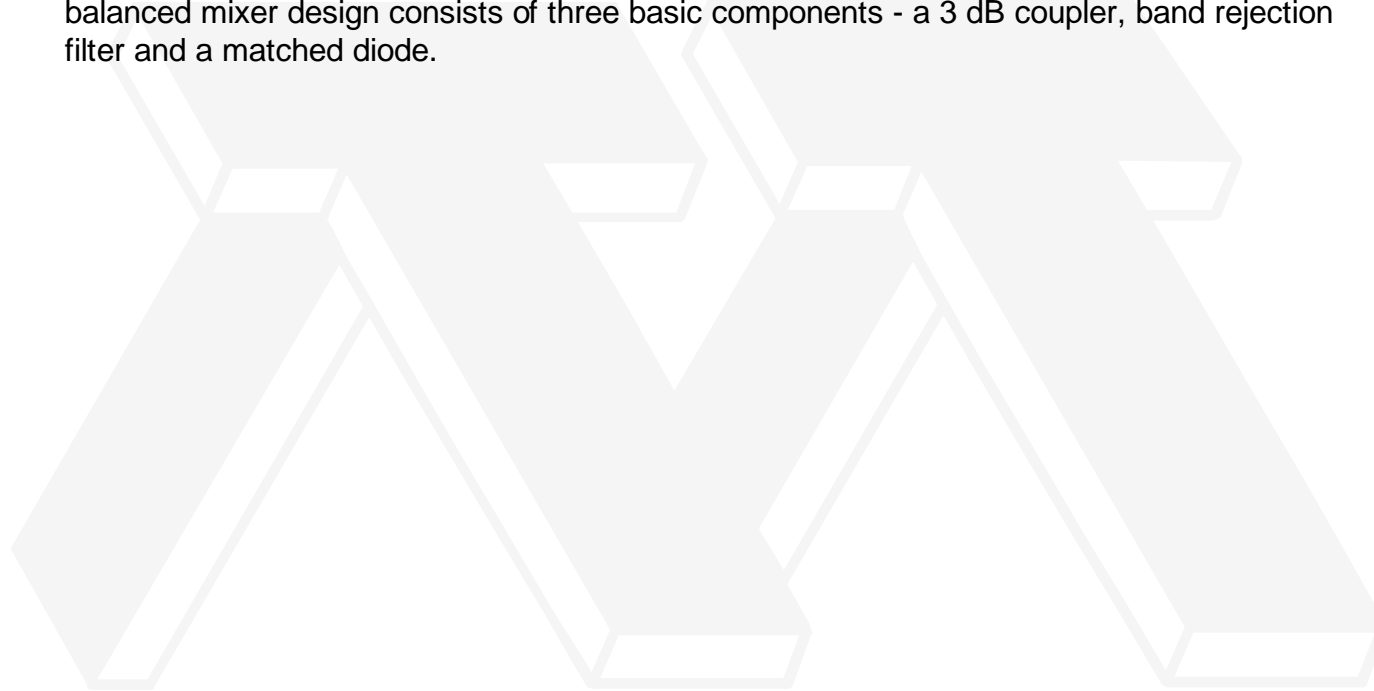 balanced mixer design consists of three basic components - a 3 dB coupler, band rejection
filter and a matched diode.